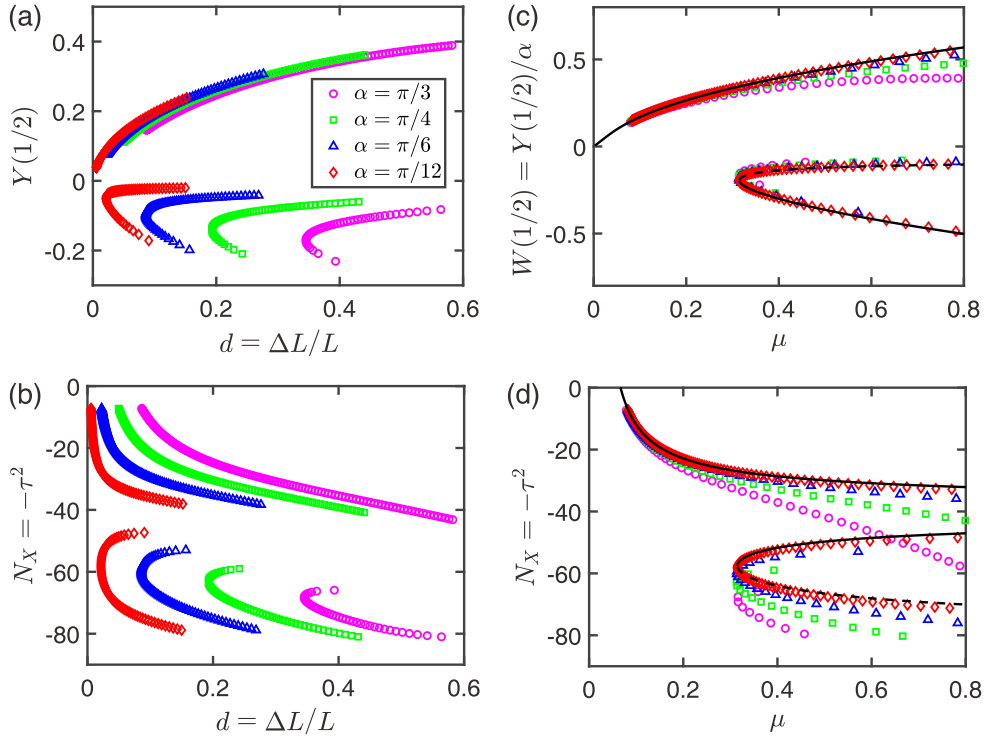 (a)
0.4
0.2
0
-0.2
Y(1/2)
0 0.2 0.4 0.6
d = ΔL/L
α = π/3
α = π/4
α = π/6
α = π/12
(c)
0.5
0
-0.5
W(1/2) = Y(1/2)/α
0 0.2 0.4 0.6 0.8
μ
(b)
0
-20
-40
-60
-80
N_X = −τ²
0 0.2 0.4 0.6
d = ΔL/L
(d)
0
-20
-40
-60
-80
N_X = −τ²
0 0.2 0.4 0.6 0.8
μ